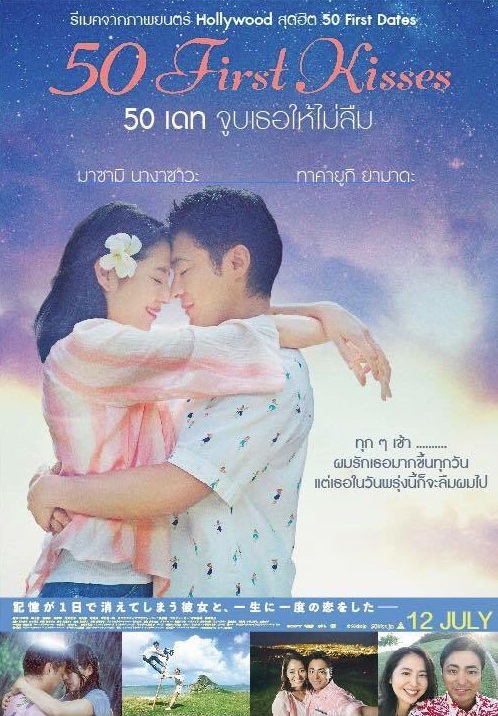 รีเมคจากภาพยนตร์ Hollywood สุดฮิต 50 First Dates
50 First Kisses
50 เดท จูบเธอให้ไม่ลืม
มาซามิ นางาซาวะ ทาคายูกิ ยามาดะ
ทุก ๆ เช้า ..........
ผมรักเธอมากขึ้นทุกวัน
แต่เธอในวันพรุ่งนี้ก็จะลืมผมไป
記憶が1日で消えてしまう彼女と、一生に一度の恋をした――
12 JULY